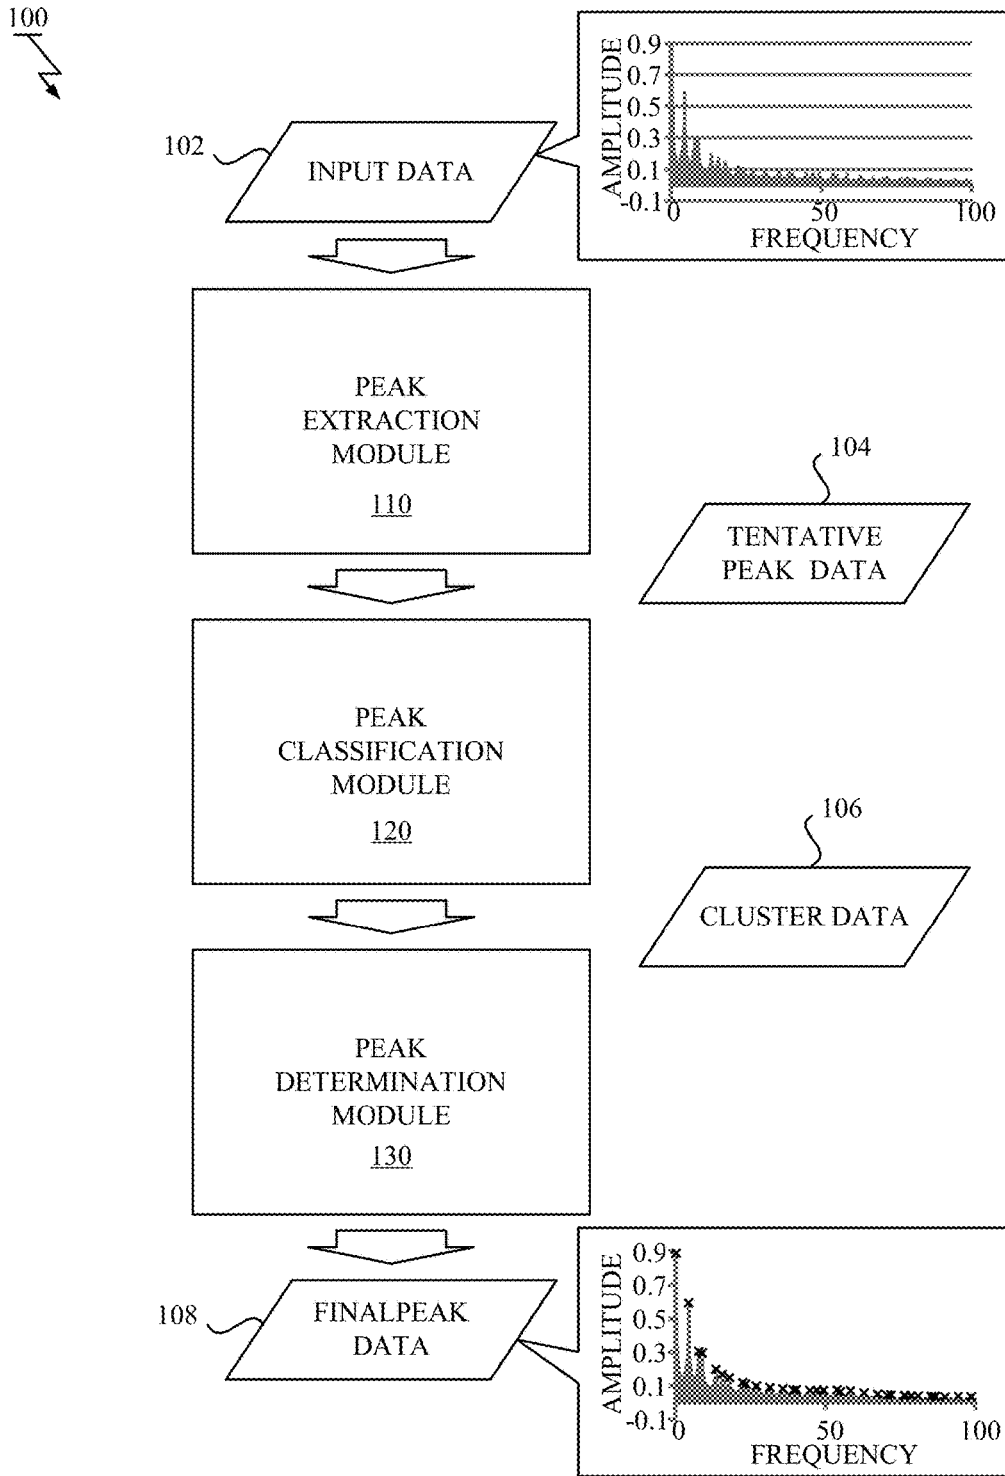 100
AMPLITUDE
0.9
0.7
0.5
0.3
0.1
-0.1
0
50
100
FREQUENCY
102
INPUT DATA
PEAK
EXTRACTION
MODULE
110
104
TENTATIVE
PEAK DATA
PEAK
CLASSIFICATION
MODULE
120
106
CLUSTER DATA
PEAK
DETERMINATION
MODULE
130
108
FINALPEAK
DATA
AMPLITUDE
0.9
0.7
0.5
0.3
0.1
-0.1
0
50
100
FREQUENCY